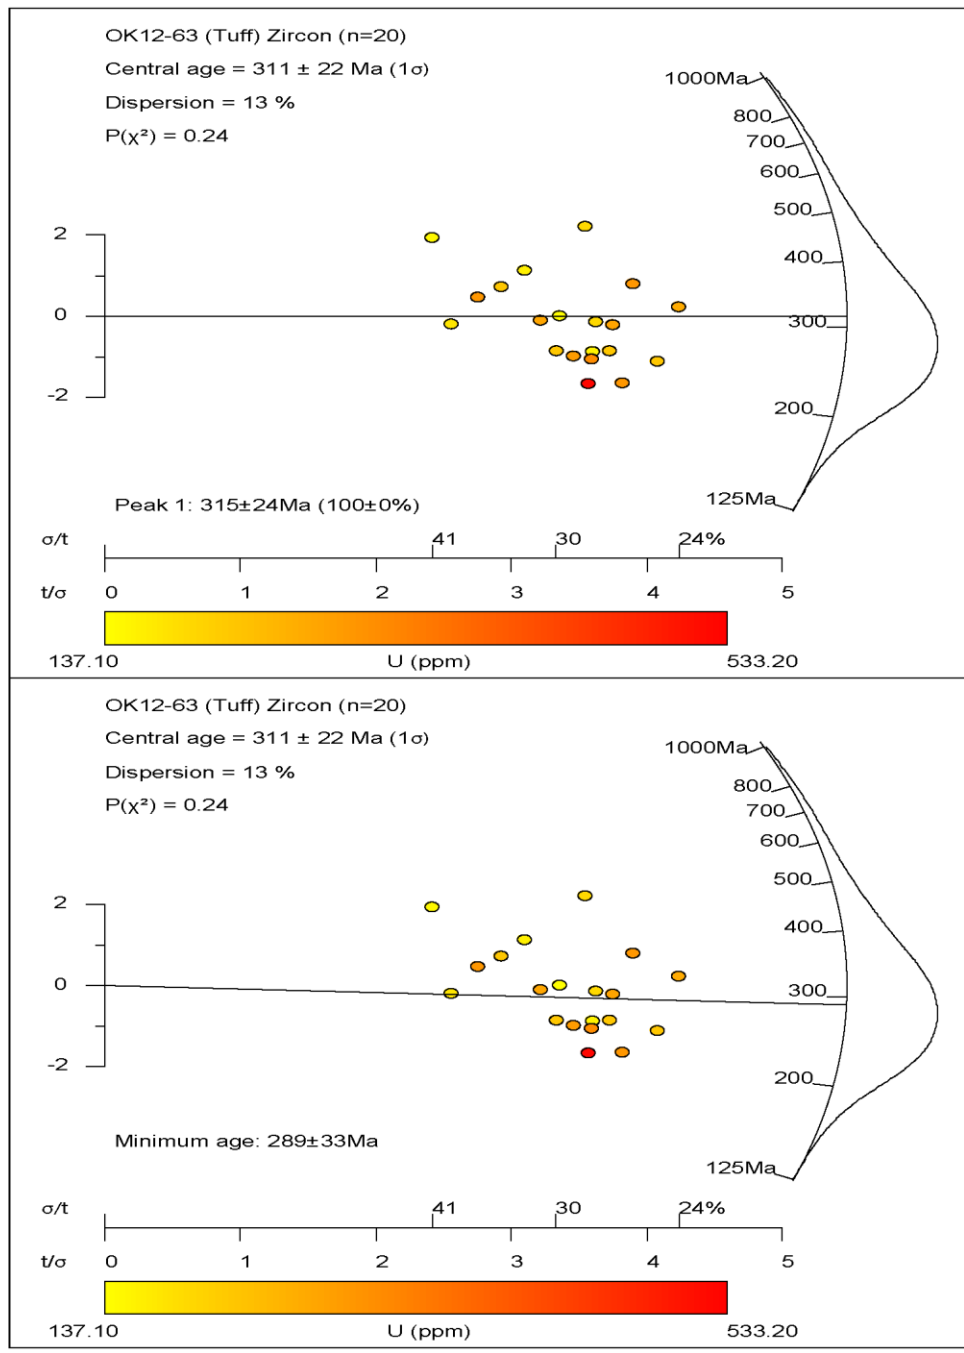 OK12-63 (Tuff) Zircon (n=20)
Central age = 311 ± 22 Ma (1σ)
Dispersion = 13 %
P(χ²) = 0.24
1000Ma
800
700
600
500
400
300
200
125Ma
2
0
-2
Peak 1: 315±24Ma (100±0%)
σ/t 41 30 24%
t/σ 0 1 2 3 4 5
137.10 U (ppm) 533.20
OK12-63 (Tuff) Zircon (n=20)
Central age = 311 ± 22 Ma (1σ)
Dispersion = 13 %
P(χ²) = 0.24
1000Ma
800
700
600
500
400
300
200
125Ma
2
0
-2
Minimum age: 289±33Ma
σ/t 41 30 24%
t/σ 0 1 2 3 4 5
137.10 U (ppm) 533.20